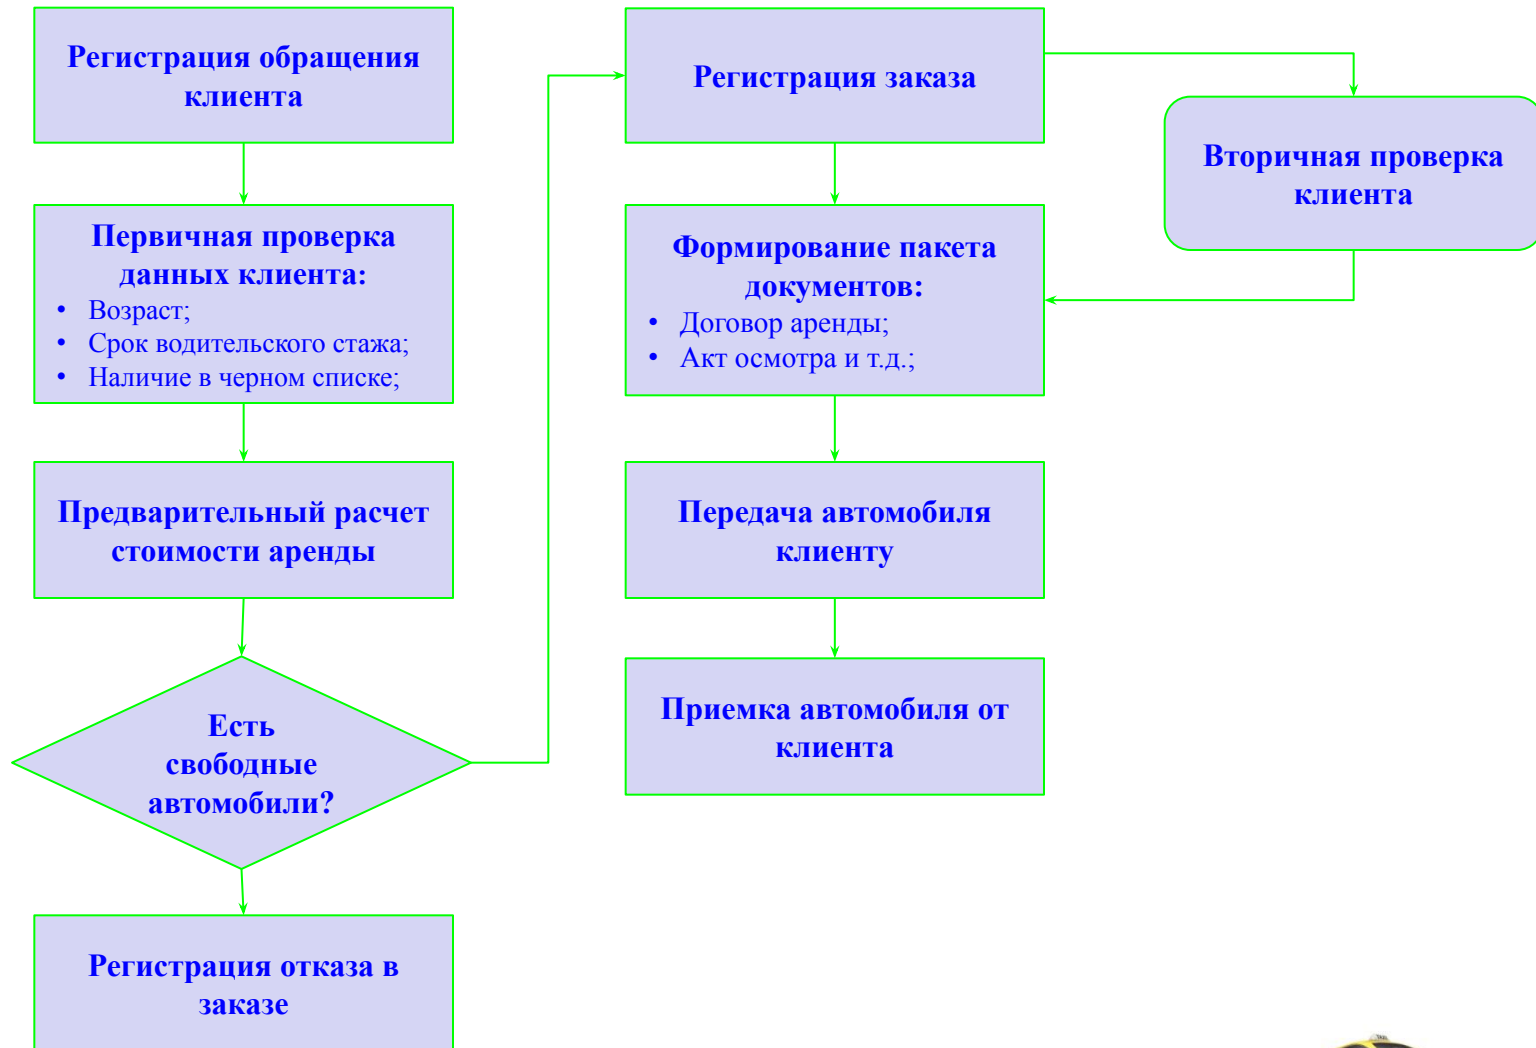 Регистрация обращения
клиента
Первичная проверка
данных клиента:
• Возраст;
• Срок водительского стажа;
• Наличие в черном списке;
Предварительный расчет
стоимости аренды
Есть
свободные
автомобили?
Регистрация отказа в
заказе
Регистрация заказа
Формирование пакета
документов:
• Договор аренды;
• Акт осмотра и т.д.;
Передача автомобиля
клиенту
Приемка автомобиля от
клиента
Вторичная проверка
клиента